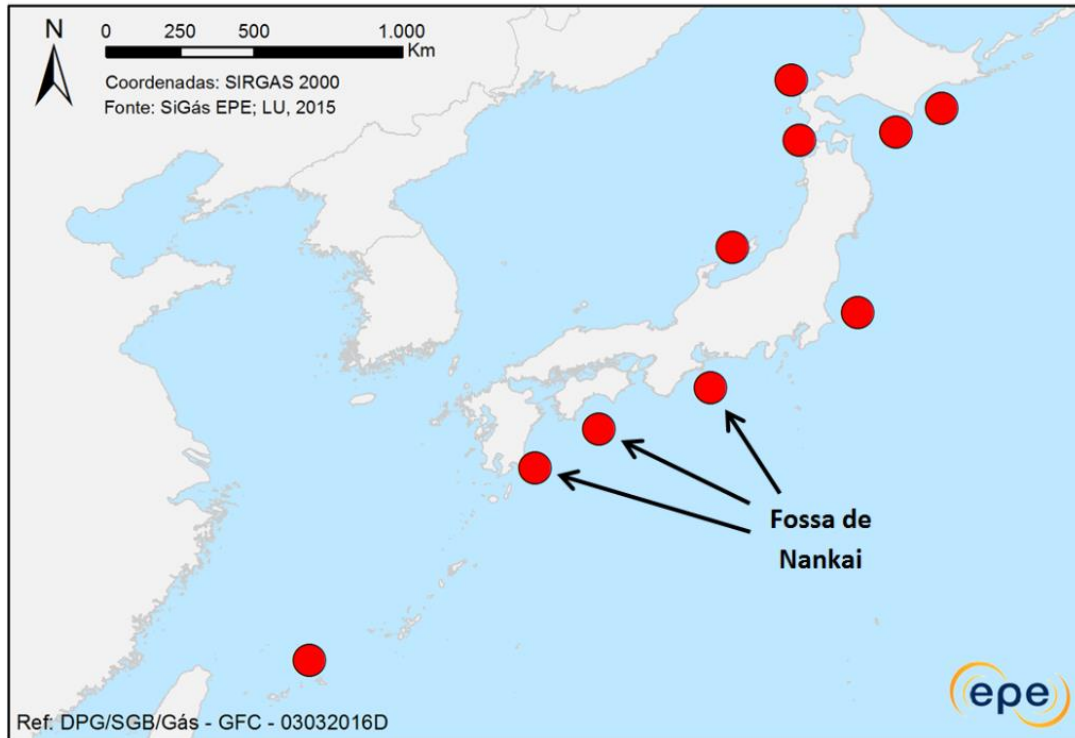 N
0 250 500 1.000
Km
Coordenadas: SIRGAS 2000
Fonte: SiGás EPE; LU, 2015
Fossa de
Nankai
Ref: DPG/SGB/Gás - GFC - 03032016D
epe